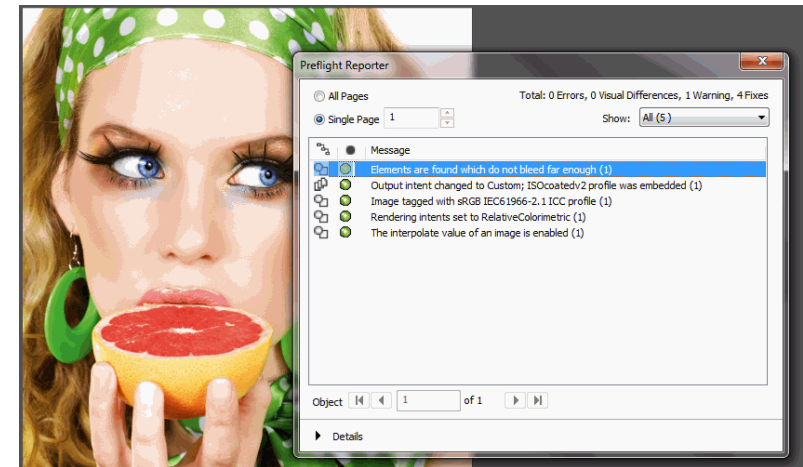 Preflight Reporter
All Pages
Total: 0 Errors, 0 Visual Differences, 1 Warning, 4 Fixes
Single Page 1
Show: All (5 )
Message
Elements are found which do not bleed far enough (1)
Output intent changed to Custom; ISOcoatedv2 profile was embedded (1)
Image tagged with sRGB IEC61966-2.1 ICC profile (1)
Rendering intents set to RelativeColorimetric (1)
The interpolate value of an image is enabled (1)
Object 1 of 1
Details